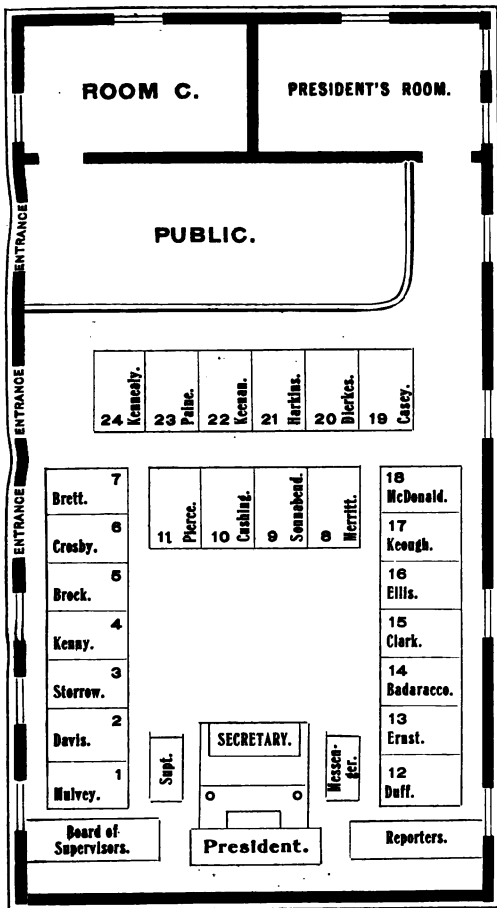 ROOM C.
PRESIDENT'S ROOM.
PUBLIC.
ENTRANCE
ENTRANCE
ENTRANCE
24 Kennealy.
23 Paine.
22 Keenan.
21 Harkins.
20 Dierkes.
19 Casey.
7
Brett.
6
Crosby.
5
Brock.
4
Kenny.
3
Storrow.
2
Davis.
1
Mulvey.
11 Pierce.
10 Cushing.
9 Sonnabend.
8 Merritt.
18
McDonald.
17
Keough.
16
Ellis.
15
Clark.
14
Badaracco.
13
Ernst.
12
Duff.
Supt.
SECRETARY.
Messen-
ger.
Board of
Supervisors.
President.
Reporters.